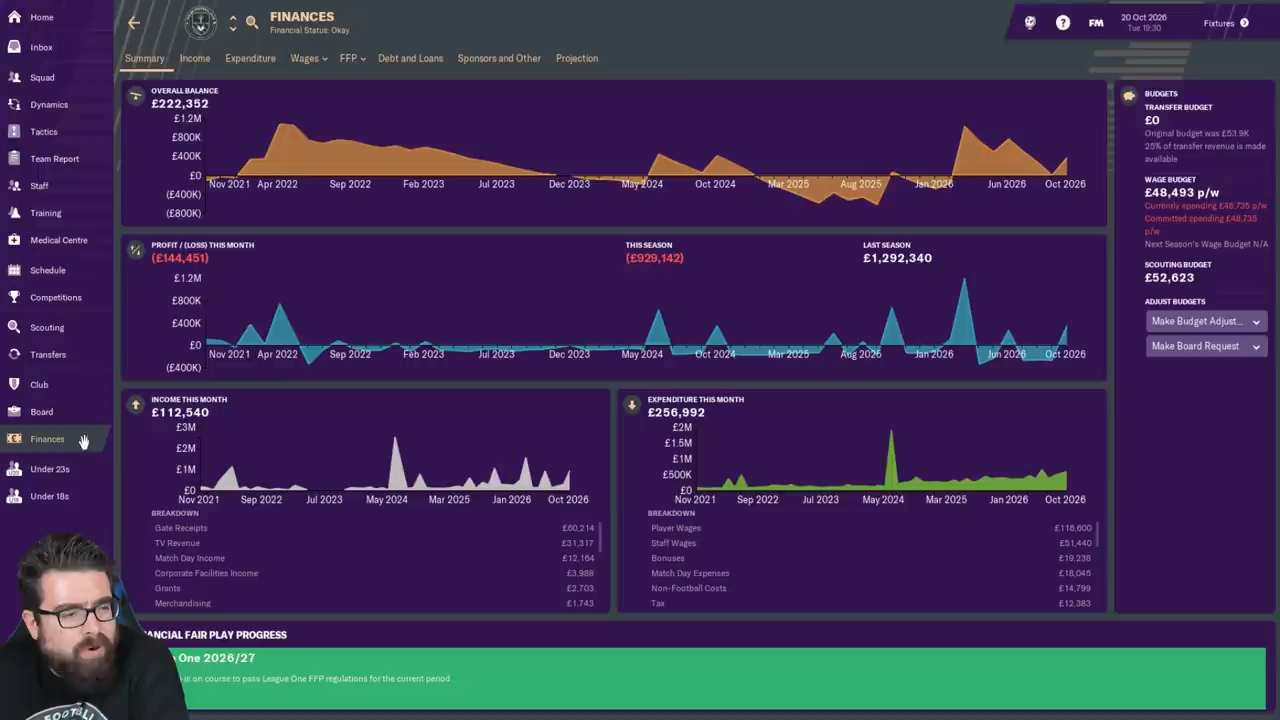 Home
Inbox
Squad
Dynamics
Tactics
Team Report
Staff
Training
Medical Centre
Schedule
Competitions
Scouting
Transfers
Club
Board
Finances
Under 23s
Under 18s
FINANCES
Financial Status: Okay
FM
20 Oct 2026
Tue 19:30
Fixtures
Summary Income Expenditure Wages FFP Debt and Loans Sponsors and Other Projection
OVERALL BALANCE
£222,352
£1.2M
£800K
£400K
£0
(£400K)
(£800K)
Nov 2021 Apr 2022 Sep 2022 Feb 2023 Jul 2023 Dec 2023 May 2024 Oct 2024 Mar 2025 Aug 2025 Jan 2026 Jun 2026 Oct 2026
PROFIT / (LOSS) THIS MONTH
(£144,451)
THIS SEASON
(£929,142)
LAST SEASON
£1,292,340
£1.2M
£800K
£400K
£0
(£400K)
Nov 2021 Apr 2022 Sep 2022 Feb 2023 Jul 2023 Dec 2023 May 2024 Oct 2024 Mar 2025 Aug 2026 Jan 2026 Jun 2026 Oct 2026
INCOME THIS MONTH
£112,540
£3M
£2M
£1M
£0
Nov 2021 Sep 2022 Jul 2023 May 2024 Mar 2025 Jan 2026 Oct 2026
BREAKDOWN
Gate Receipts £60,214
TV Revenue £31,317
Match Day Income £12,164
Corporate Facilities Income £3,988
Grants £2,703
Merchandising £1,743
EXPENDITURE THIS MONTH
£256,992
£2M
£1.5M
£1M
£500K
£0
Nov 2021 Sep 2022 Jul 2023 May 2024 Mar 2025 Jan 2026 Oct 2026
BREAKDOWN
Player Wages £116,600
Staff Wages £51,440
Bonuses £19,238
Match Day Expenses £18,045
Non-Football Costs £14,799
Tax £12,383
BUDGETS
TRANSFER BUDGET
£0
Original budget was £53.9K
25% of transfer revenue is made
available
WAGE BUDGET
£48,493 p/w
Currently spending £48,735 p/w
Committed spending £48,735
p/w
Next Season's Wage Budget N/A
SCOUTING BUDGET
£52,623
ADJUST BUDGETS
Make Budget Adjust...
Make Board Request
NANCIAL FAIR PLAY PROGRESS
One 2026/27
is on course to pass League One FFP regulations for the current period.